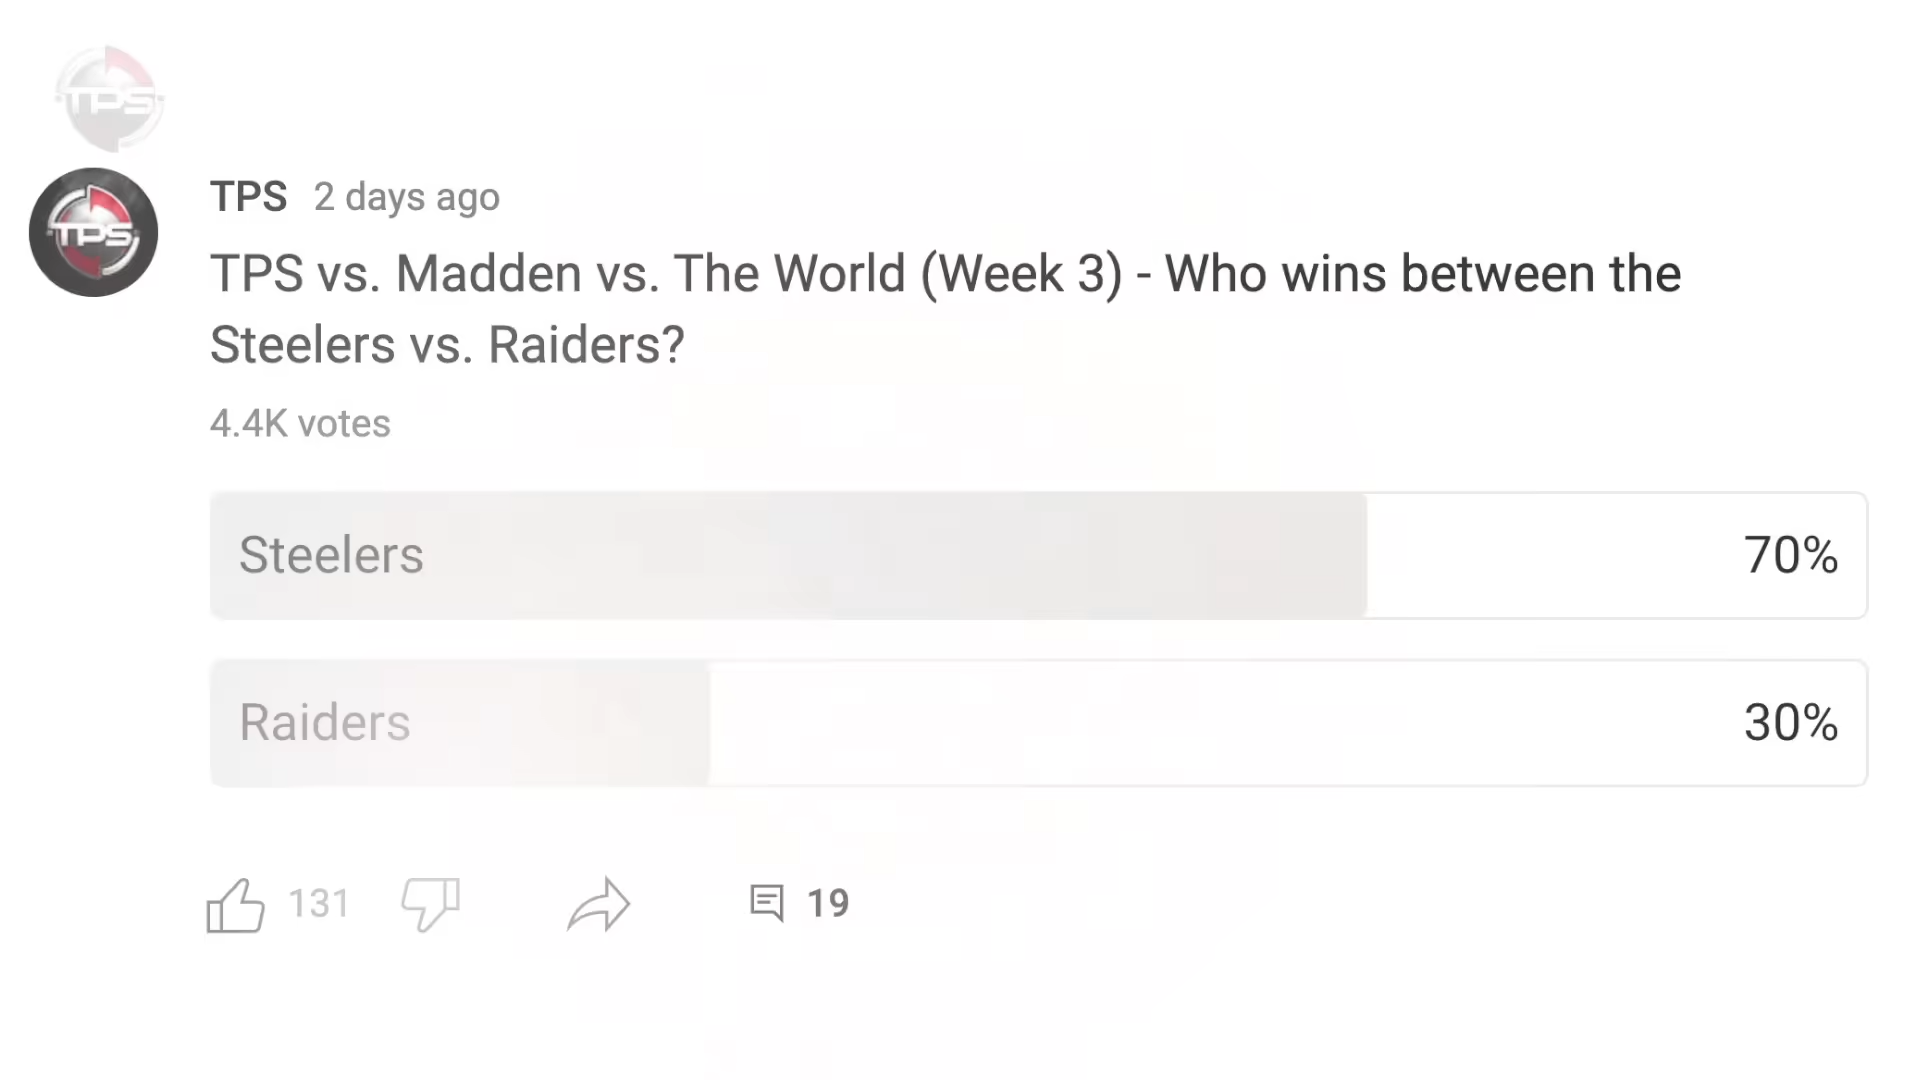 TPS
TPS
TPS 2 days ago
TPS vs. Madden vs. The World (Week 3) - Who wins between the
Steelers vs. Raiders?
4.4K votes
Steelers 70%
Raiders 30%
131 19